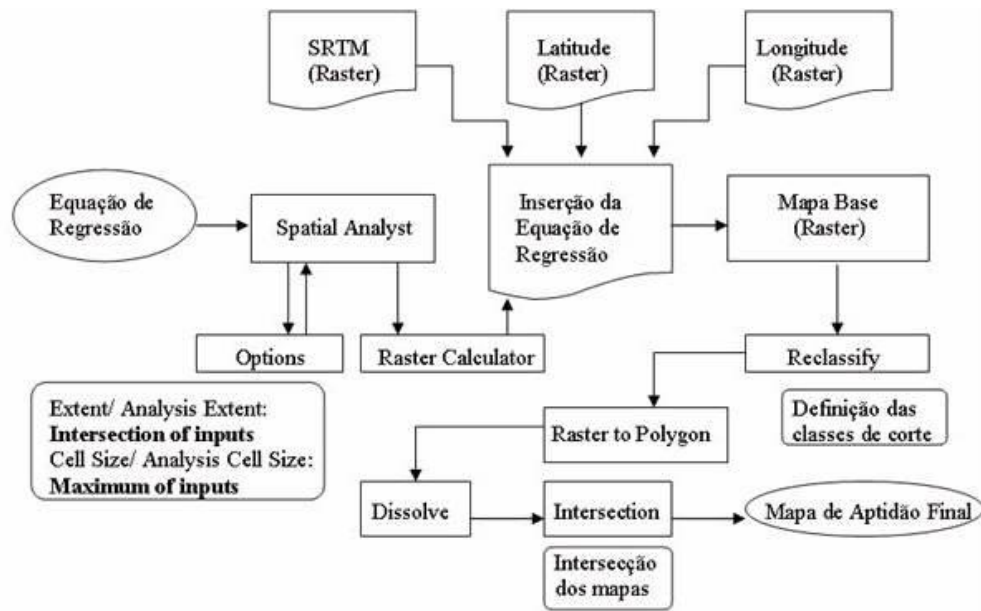 SRTM
(Raster)
Latitude
(Raster)
Longitude
(Raster)
Equação de
Regressão
Spatial Analyst
Inserção da
Equação de
Regressão
Mapa Base
(Raster)
Options
Raster Calculator
Reclassify
Extent/ Analysis Extent:
Intersection of inputs
Cell Size/ Analysis Cell Size:
Maximum of inputs
Definição das
classes de corte
Raster to Polygon
Dissolve
Intersection
Mapa de Aptidão Final
Intersecção
dos mapas